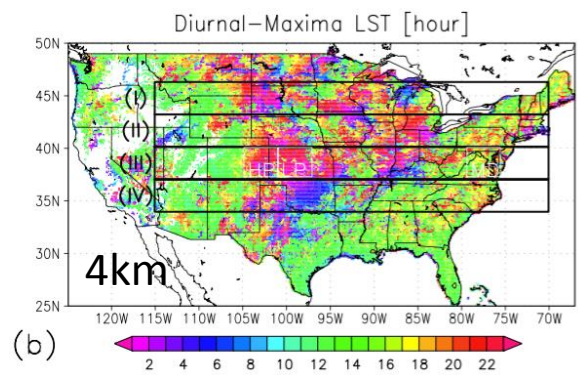 Diurnal-Maxima LST [hour]
50N
45N
(I)
(II)
40N
(III)
(IV)
35N
30N
4km
25N
120W 115W 110W 105W 100W 95W 90W 85W 80W 75W 70W
(b)
2 4 6 8 10 12 14 16 18 20 22